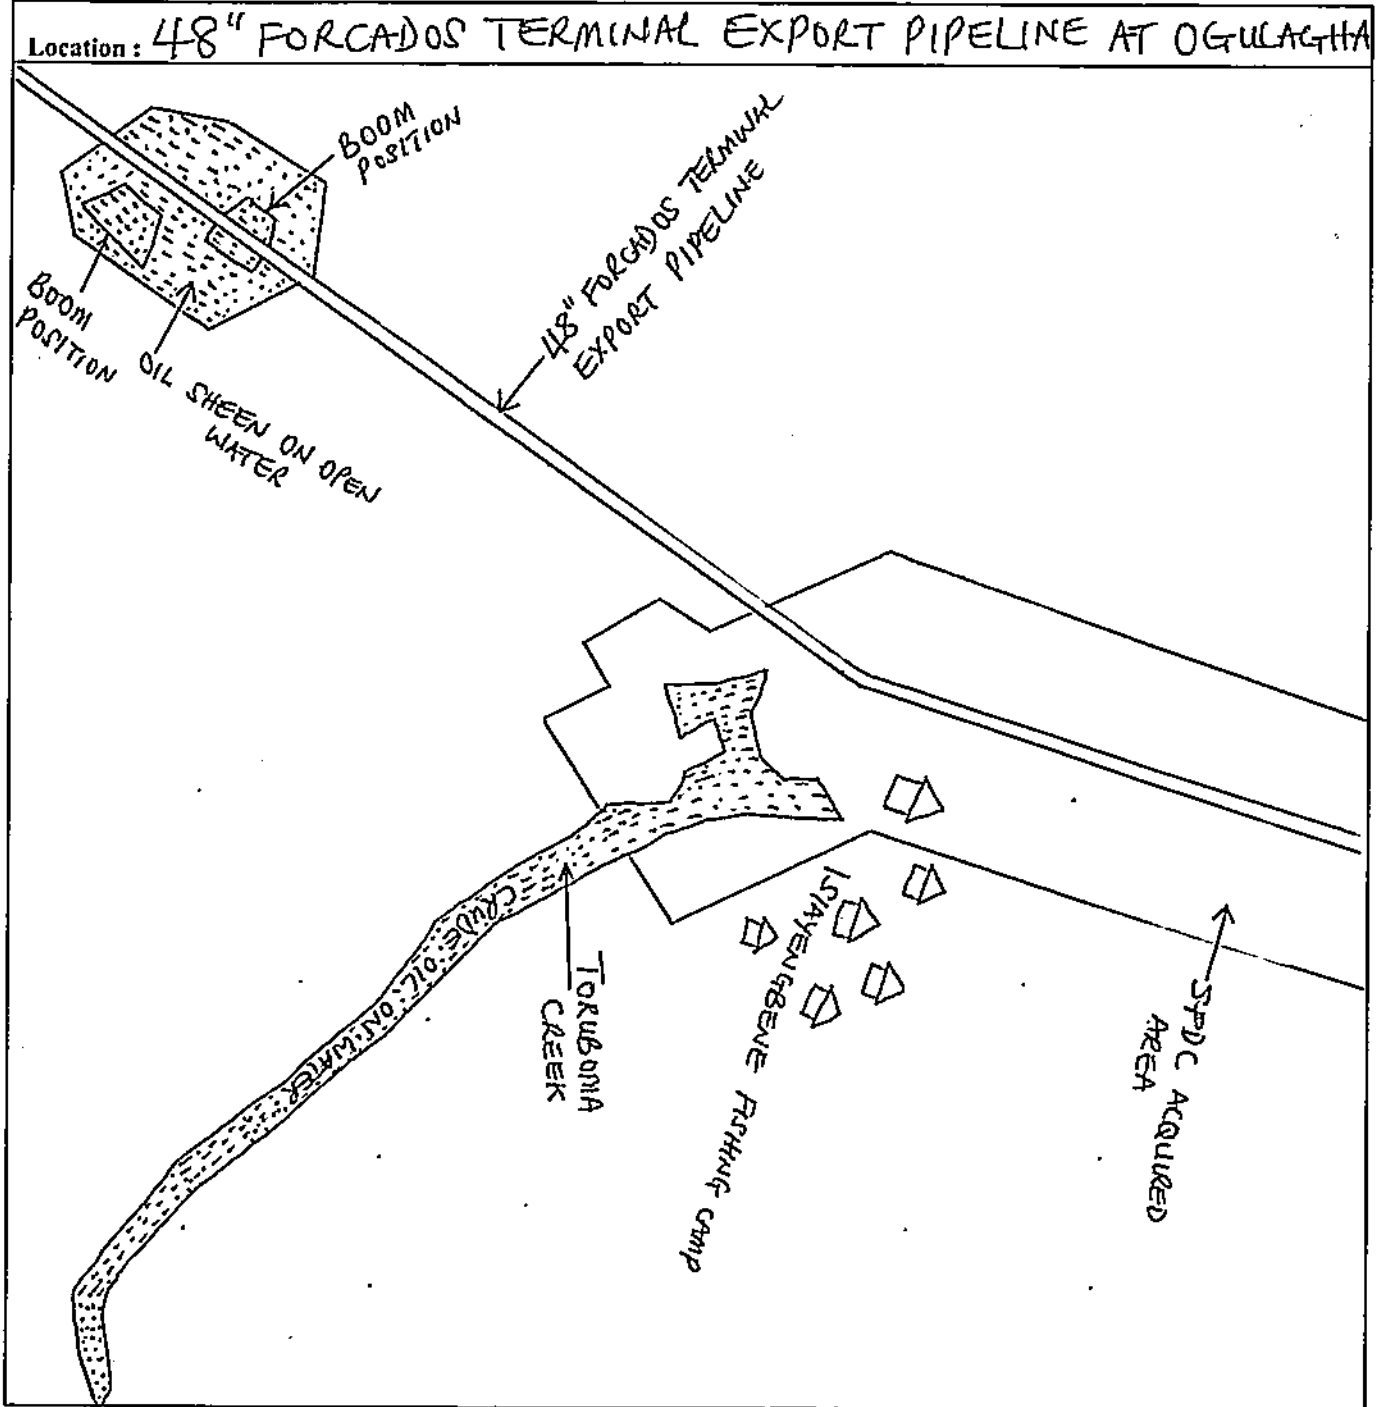 Location : 48" FORCADOS TERMINAL EXPORT PIPELINE AT OGULAGHA
BOOM
POSITION
48" FORCADOS TERMINAL
EXPORT PIPELINE
BOOM
POSITION
OIL SHEEN ON OPEN
WATER
CRUDE OIL ON WATER
TORUBOMA
CREEK
ISIAYENGBENE FISHING CAMP
SPDC ACQUIRED
AREA